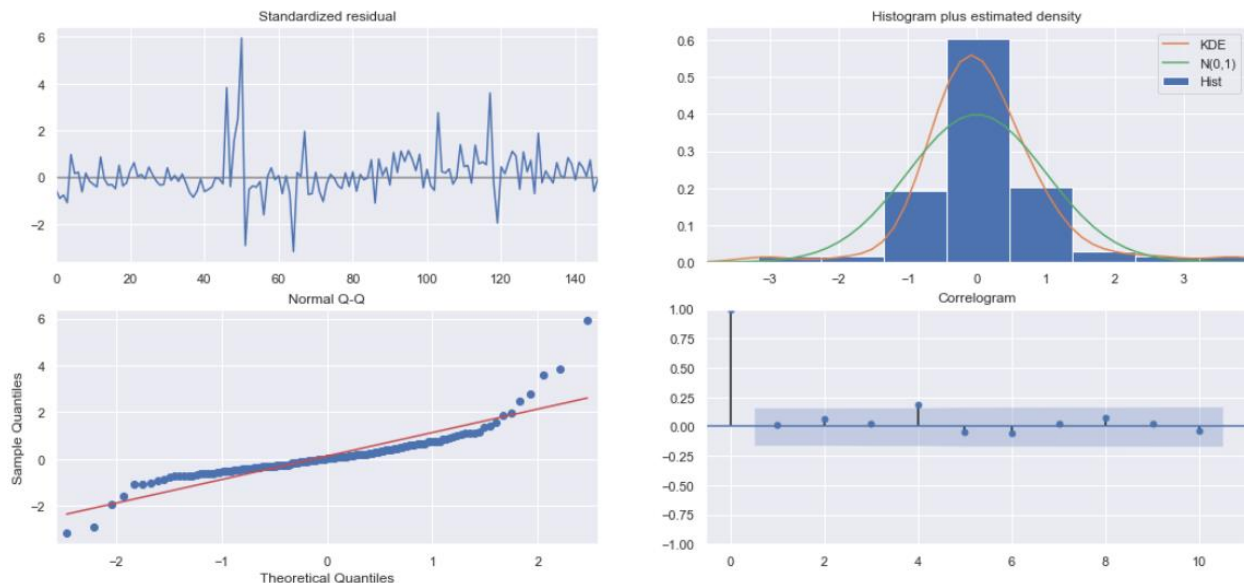 Standardized residual
6
4
2
0
−2
0 20 40 60 80 100 120 140
Histogram plus estimated density
0.6
0.5
0.4
0.3
0.2
0.1
0.0
KDE
N(0,1)
Hist
−3 −2 −1 0 1 2 3
Normal Q-Q
Sample Quantiles
6
4
2
0
−2
−2 −1 0 1 2
Theoretical Quantiles
Correlogram
1.00
0.75
0.50
0.25
0.00
−0.25
−0.50
−0.75
−1.00
0 2 4 6 8 10